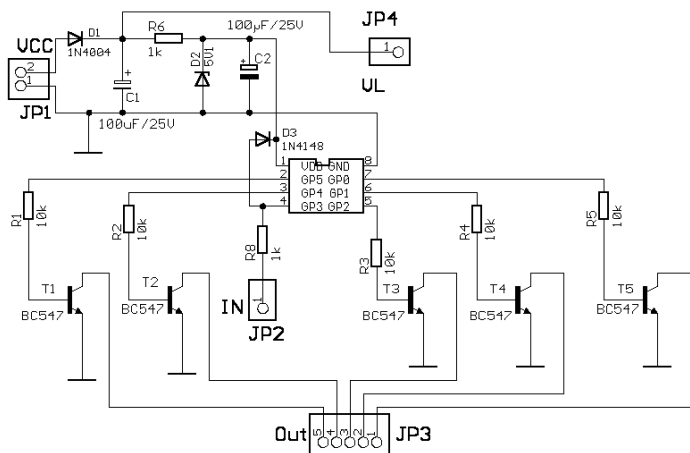 JP4
100µF/25V
D1
R6
VCC
1N4004
1k
D2
5V1
C2
1
2
1
C1
VL
JP1
100uF/25V
D3
1N4148
1 VDD GND 8
2 GP5 GP0 7
3 GP4 GP1 6
4 GP3 GP2 5
R1
10k
R2
10k
R8
1k
R3
10k
R4
10k
R5
10k
T1
BC547
T2
BC547
IN
1
JP2
T3
BC547
T4
BC547
T5
BC547
Out
5 4 3 2 1
JP3